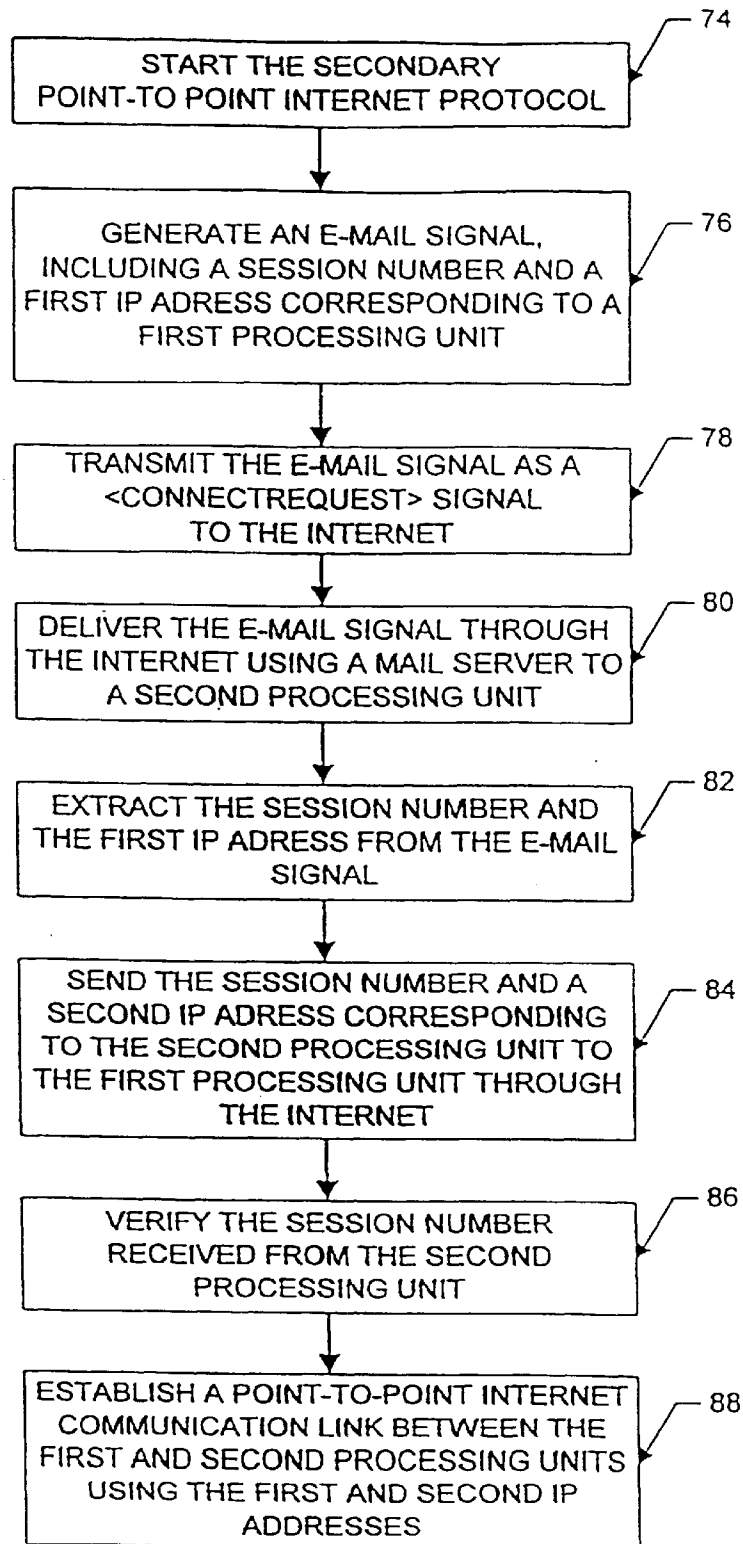 74
START THE SECONDARY
POINT-TO POINT INTERNET PROTOCOL
76
GENERATE AN E-MAIL SIGNAL,
INCLUDING A SESSION NUMBER AND A
FIRST IP ADRESS CORRESPONDING TO A
FIRST PROCESSING UNIT
78
TRANSMIT THE E-MAIL SIGNAL AS A
<CONNECTREQUEST> SIGNAL
TO THE INTERNET
80
DELIVER THE E-MAIL SIGNAL THROUGH
THE INTERNET USING A MAIL SERVER TO
A SECOND PROCESSING UNIT
82
EXTRACT THE SESSION NUMBER AND
THE FIRST IP ADRESS FROM THE E-MAIL
SIGNAL
84
SEND THE SESSION NUMBER AND A
SECOND IP ADRESS CORRESPONDING
TO THE SECOND PROCESSING UNIT TO
THE FIRST PROCESSING UNIT THROUGH
THE INTERNET
86
VERIFY THE SESSION NUMBER
RECEIVED FROM THE SECOND
PROCESSING UNIT
88
ESTABLISH A POINT-TO-POINT INTERNET
COMMUNICATION LINK BETWEEN THE
FIRST AND SECOND PROCESSING UNITS
USING THE FIRST AND SECOND IP
ADDRESSES